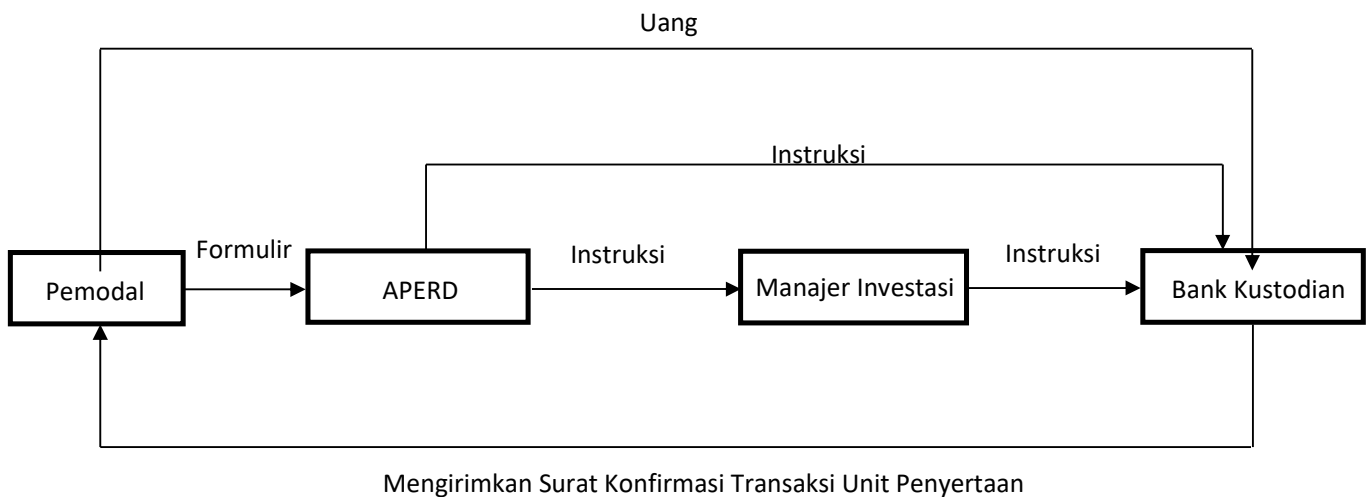 Uang
Instruksi
Formulir
Instruksi
Instruksi
Pemodal
APERD
Manajer Investasi
Bank Kustodian
Mengirimkan Surat Konfirmasi Transaksi Unit Penyertaan